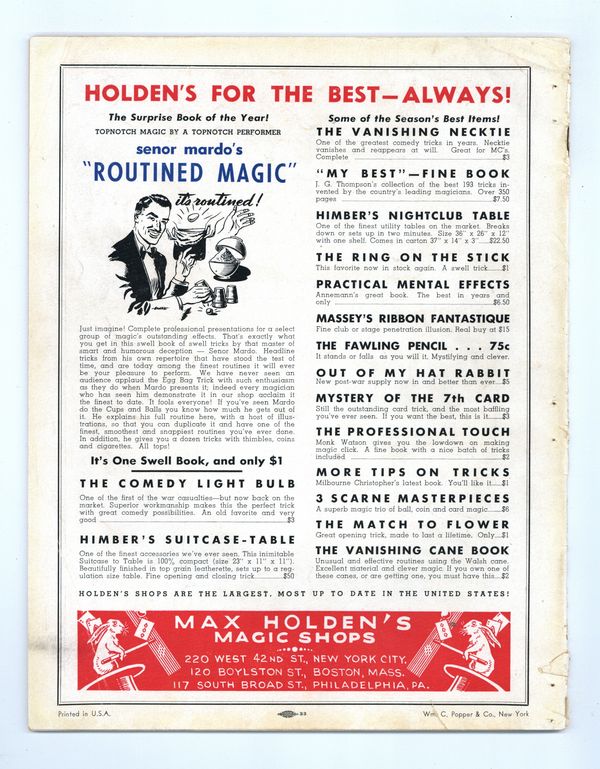 HOLDEN'S FOR THE BEST—ALWAYS!
The Surprise Book of the Year!
TOPNOTCH MAGIC BY A TOPNOTCH PERFORMER
senor mardo's
"ROUTINED MAGIC"
it's routined!
Just imagine! Complete professional presentations for a select
group of magic's outstanding effects. That's exactly what
you get in this swell book of swell tricks by that master of
smart and humorous deception — Senor Mardo. Headline
tricks from his own repertoire that have stood the test of
time, and are today among the finest routines it will ever
be your pleasure to perform. We have never seen an
audience applaud the Egg Bag Trick with such enthusiasm
as they do when Mardo presents it; indeed every magician
who has seen him demonstrate it in our shop acclaim it
the finest to date. It fools everyone! If you've seen Mardo
do the Cups and Balls you know how much he gets out of
it. He explains his full routine here, with a host of illus-
trations, so that you can duplicate it and have one of the
finest, smoothest and snappiest routines you've ever done.
In addition, he gives you a dozen tricks with thimbles, coins
and cigarettes. All tops!
It's One Swell Book, and only $1
THE COMEDY LIGHT BULB
One of the first of the war casualties—but now back on the
market. Superior workmanship makes this the perfect trick
with great comedy possibilities. An old favorite and very
good $3
HIMBER'S SUITCASE-TABLE
One of the finest accessories we've ever seen. This inimitable
Suitcase to Table is 100% compact (size 23" x 11" x 11").
Beautifully finished in top grain leatherette, sets up to a reg-
ulation size table. Fine opening and closing trick $50
Some of the Season's Best Items!
THE VANISHING NECKTIE
One of the greatest comedy tricks in years. Necktie
vanishes and reappears at will. Great for MC's.
Complete $3
"MY BEST"—FINE BOOK
J. G. Thompson's collection of the best 193 tricks in-
vented by the country's leading magicians. Over 350
pages $7.50
HIMBER'S NIGHTCLUB TABLE
One of the finest utility tables on the market. Breaks
down or sets up in two minutes. Size 36" x 26" x 12"
with one shelf. Comes in carton 37" x 14" x 3" $22.50
THE RING ON THE STICK
This favorite now in stock again. A swell trick $1
PRACTICAL MENTAL EFFECTS
Annemann's great book. The best in years and
only $6.50
MASSEY'S RIBBON FANTASTIQUE
Fine club or stage penetration illusion. Real buy at $15
THE FAWLING PENCIL . . . 75c
It stands or falls as you will it. Mystifying and clever.
OUT OF MY HAT RABBIT
New post-war supply now in and better than ever $5
MYSTERY OF THE 7th CARD
Still the outstanding card trick, and the most baffling
you've ever seen. If you want the best, this is it $3
THE PROFESSIONAL TOUCH
Monk Watson gives you the lowdown on making
magic click. A fine book with a nice batch of tricks
included $2
MORE TIPS ON TRICKS
Milbourne Christopher's latest book. You'll like it $1
3 SCARNE MASTERPIECES
A superb magic trio of ball, coin and card magic $6
THE MATCH TO FLOWER
Great opening trick, made to last a lifetime. Only $1
THE VANISHING CANE BOOK
Unusual and effective routines using the Walsh cane.
Excellent material and clever magic. If you own one of
these canes, or are getting one, you must have this $2
HOLDEN'S SHOPS ARE THE LARGEST, MOST UP TO DATE IN THE UNITED STATES!
MAX HOLDEN'S
MAGIC SHOPS
220 WEST 42ND ST., NEW YORK CITY.
120 BOYLSTON ST., BOSTON, MASS.
117 SOUTH BROAD ST., PHILADELPHIA, PA.
Printed in U.S.A.
33
Wm. C. Popper & Co., New York